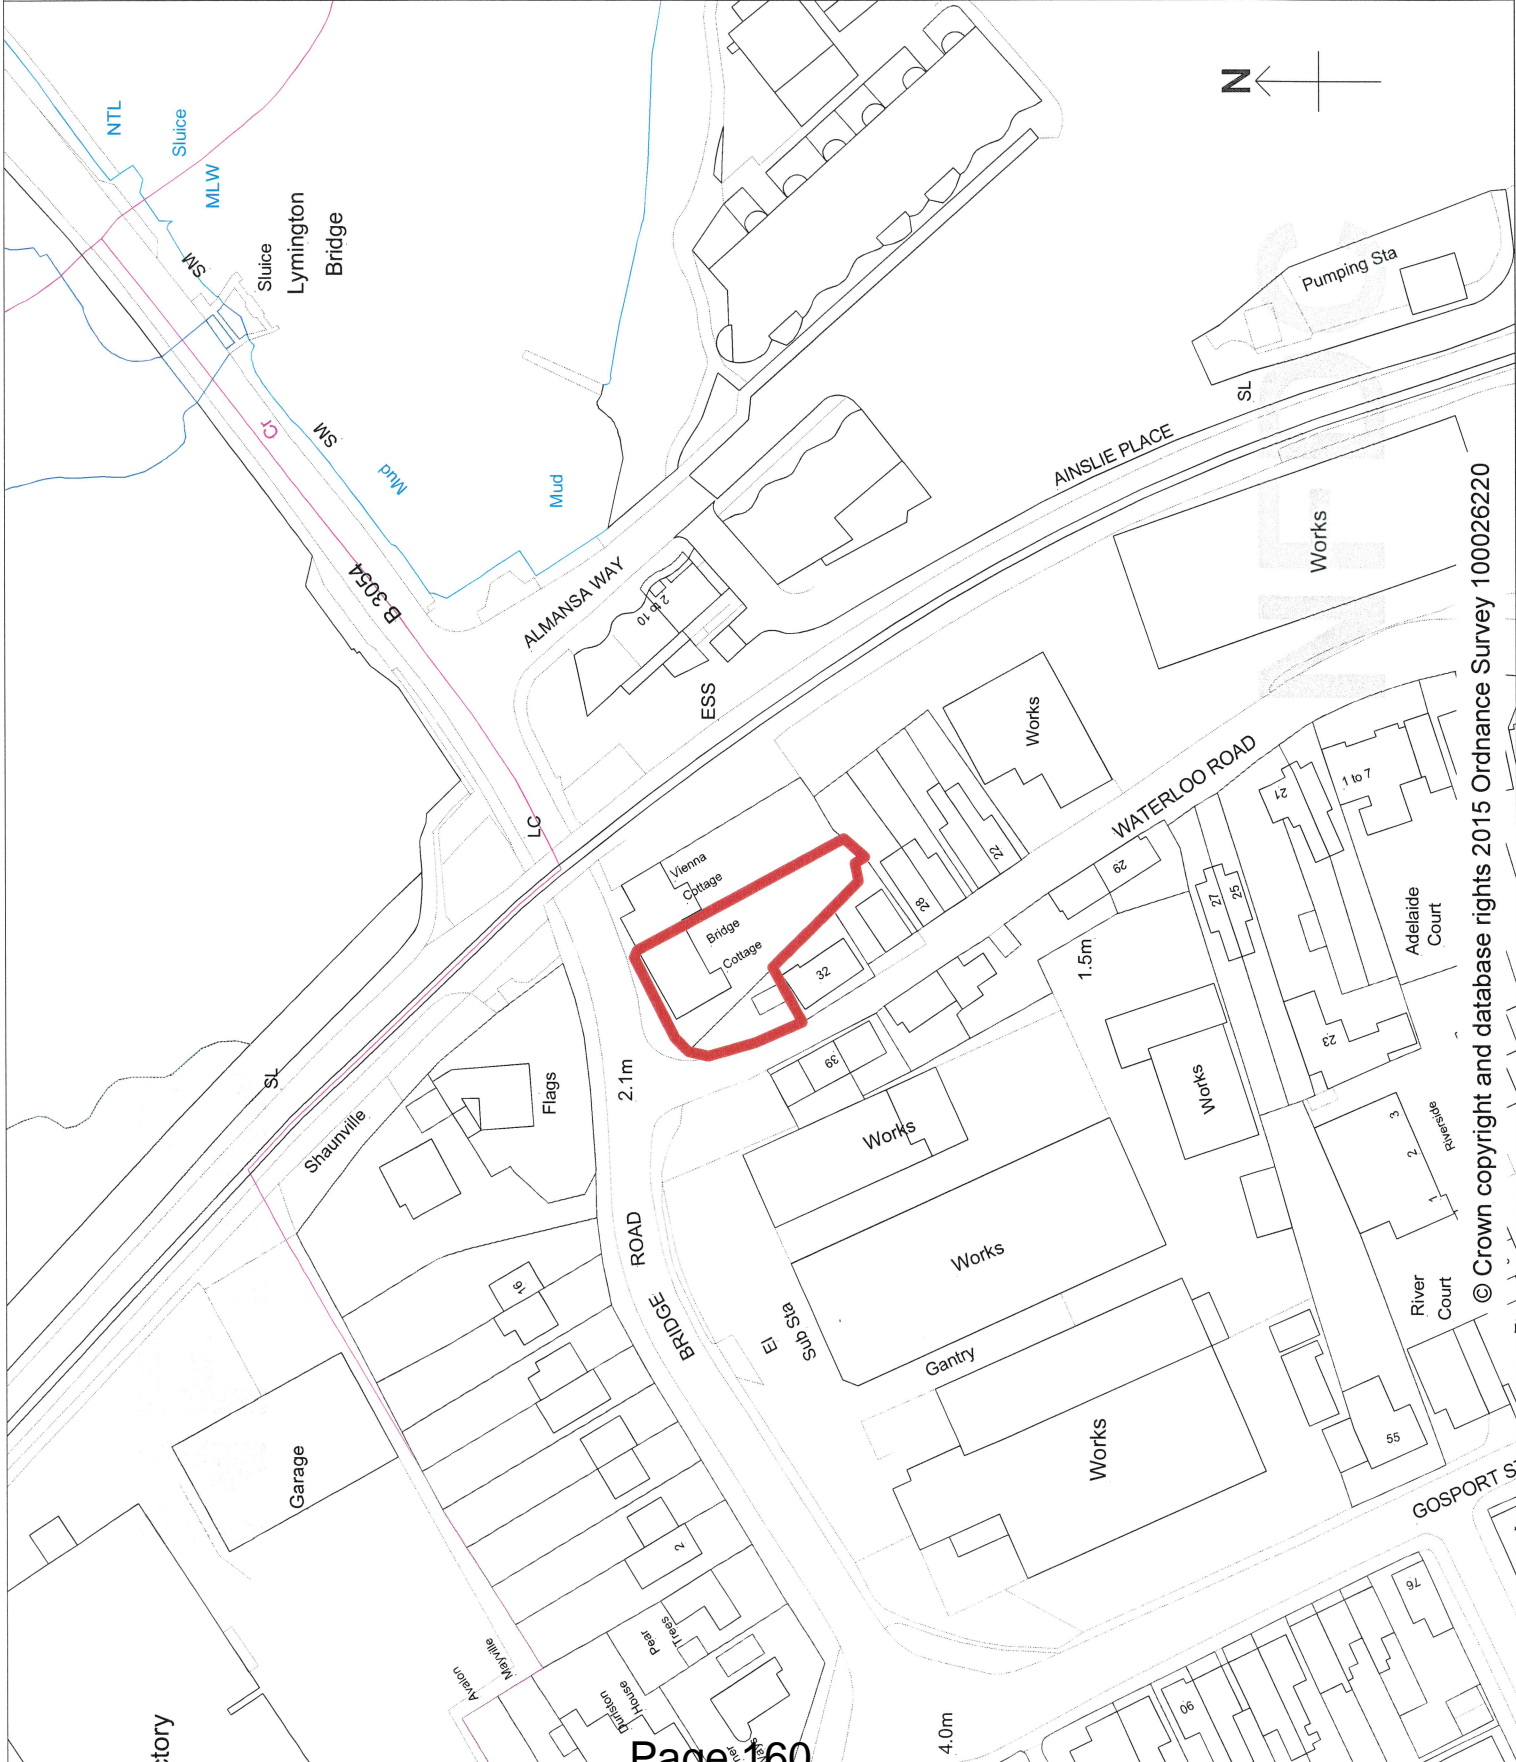 NTL
Sluice
MLW
SM
Sluice
Lymington
Bridge
N
Pumping Sta
SL
Cr
SM
Mud
Mud
B 3054
ALMANSA WAY
2 to 10
ESS
AINSLIE PLACE
Works
Works
LC
Vienna
Cottage
Bridge
Cottage
32
28
22
WATERLOO ROAD
29
27
25
21
1 to 7
Adelaide
Court
1.5m
23
SL
Shaunville
Flags
2.1m
39
Works
Works
Works
1
2
3
Riverside
River
Court
BRIDGE ROAD
16
El
Sub Sta
Gantry
Works
55
GOSPORT S
Garage
2
Pear
Trees
Mayville
Avalon
Dunston
House
ctory
90
76
4.0m
Page 160
© Crown copyright and database rights 2015 Ordnance Survey 100026220
NFDC